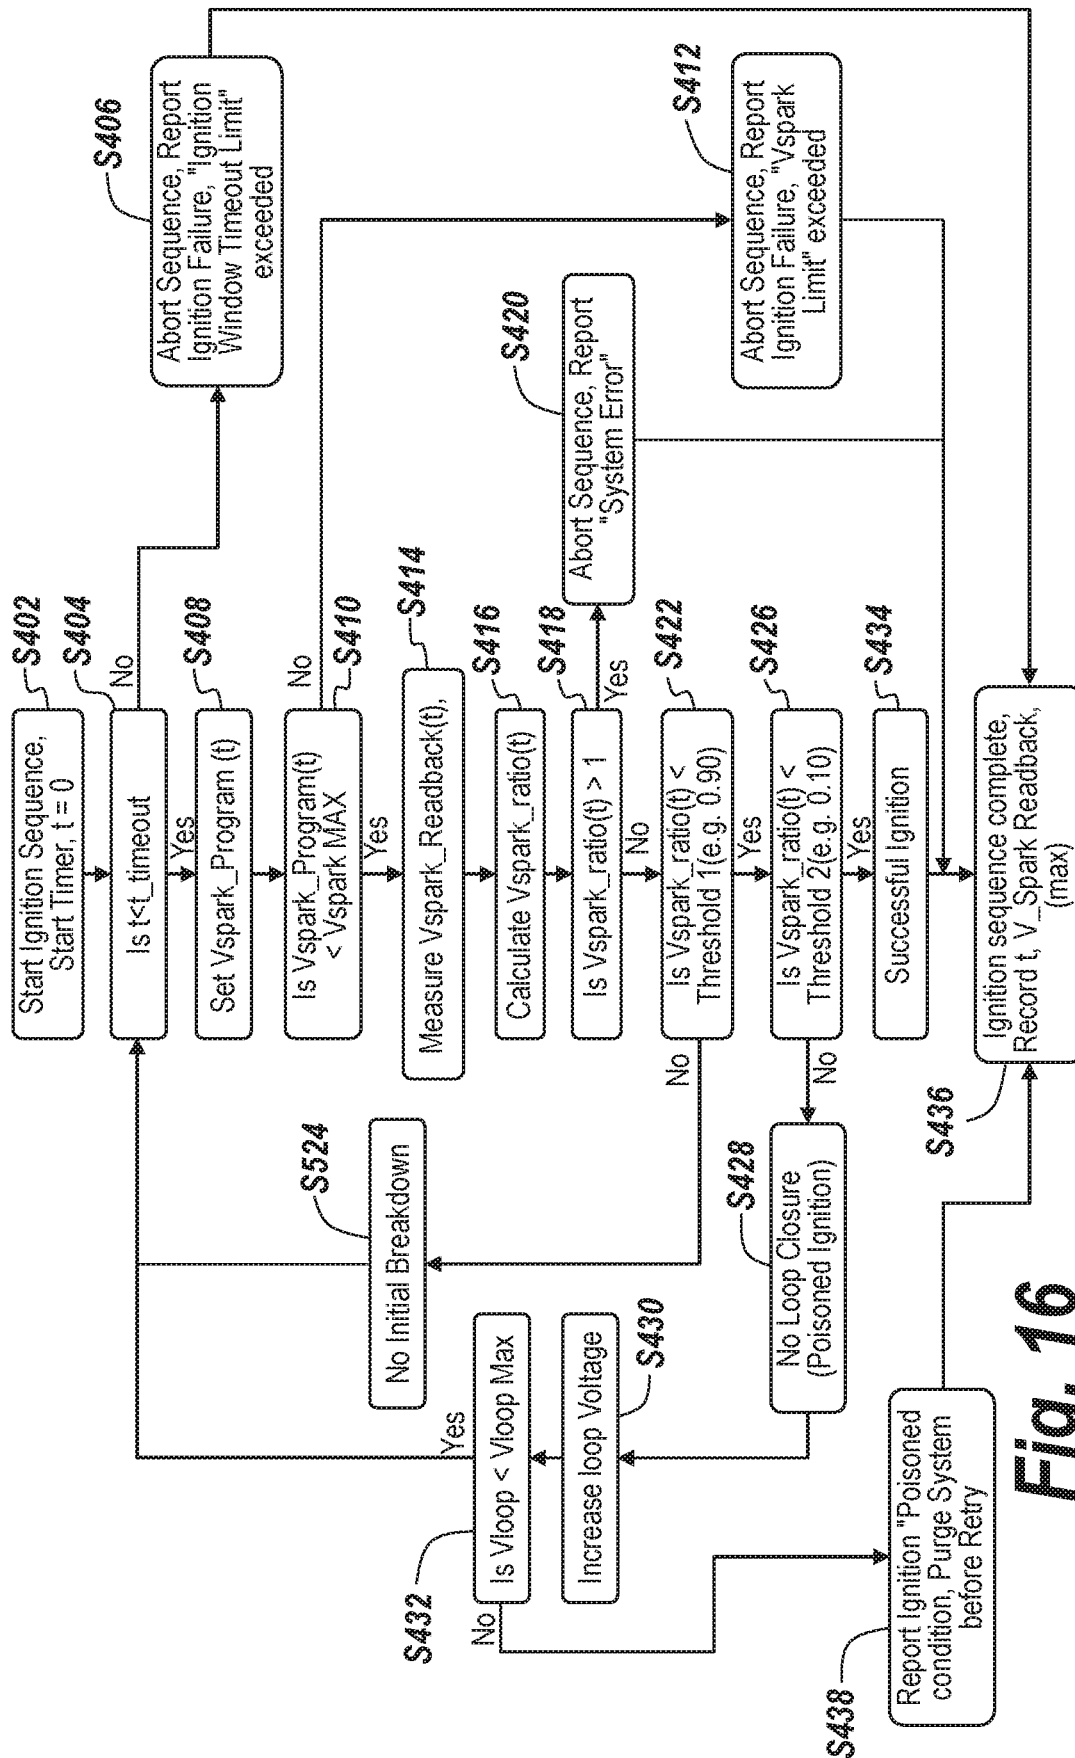 S402
Start Ignition Sequence,
Start Timer, t = 0
S404
Is t<t_timeout
No
Yes
S406
Abort Sequence, Report
Ignition Failure, "Ignition
Window Timeout Limit"
exceeded
S408
Set Vspark_Program (t)
S410
Is Vspark_Program(t)
< Vspark MAX
No
Yes
S412
Abort Sequence, Report
Ignition Failure, "Vspark
Limit" exceeded
S414
Measure Vspark_Readback(t),
S416
Calculate Vspark_ratio(t)
S418
Is Vspark_ratio(t) > 1
Yes
No
S420
Abort Sequence, Report
"System Error"
S422
Is Vspark_ratio(t) <
Threshold 1(e.g. 0.90)
No
Yes
S524
No Initial Breakdown
S426
Is Vspark_ratio(t) <
Threshold 2(e.g. 0.10)
No
Yes
S428
No Loop Closure
(Poisoned Ignition)
S430
Increase loop Voltage
S432
Is Vloop < Vloop Max
Yes
No
S434
Successful Ignition
S436
Ignition sequence complete,
Record t, V_Spark Readback,
(max)
S438
Report Ignition "Poisoned
condition, Purge System
before Retry
Fig. 16